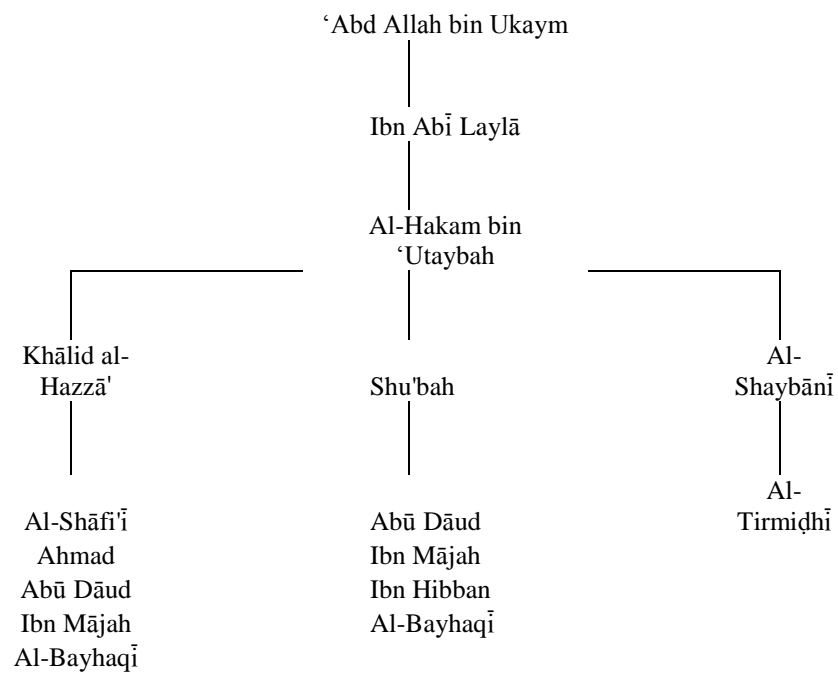 ‘Abd Allah bin Ukaym
Ibn Abī Laylā
Al-Hakam bin
‘Utaybah
Khālid al-
Hazzā'
Shu'bah
Al-
Shaybānī
Al-Shāfi'ī
Ahmad
Abū Dāud
Ibn Mājah
Al-Bayhaqī
Abū Dāud
Ibn Mājah
Ibn Hibban
Al-Bayhaqī
Al-
Tirmiḍhī